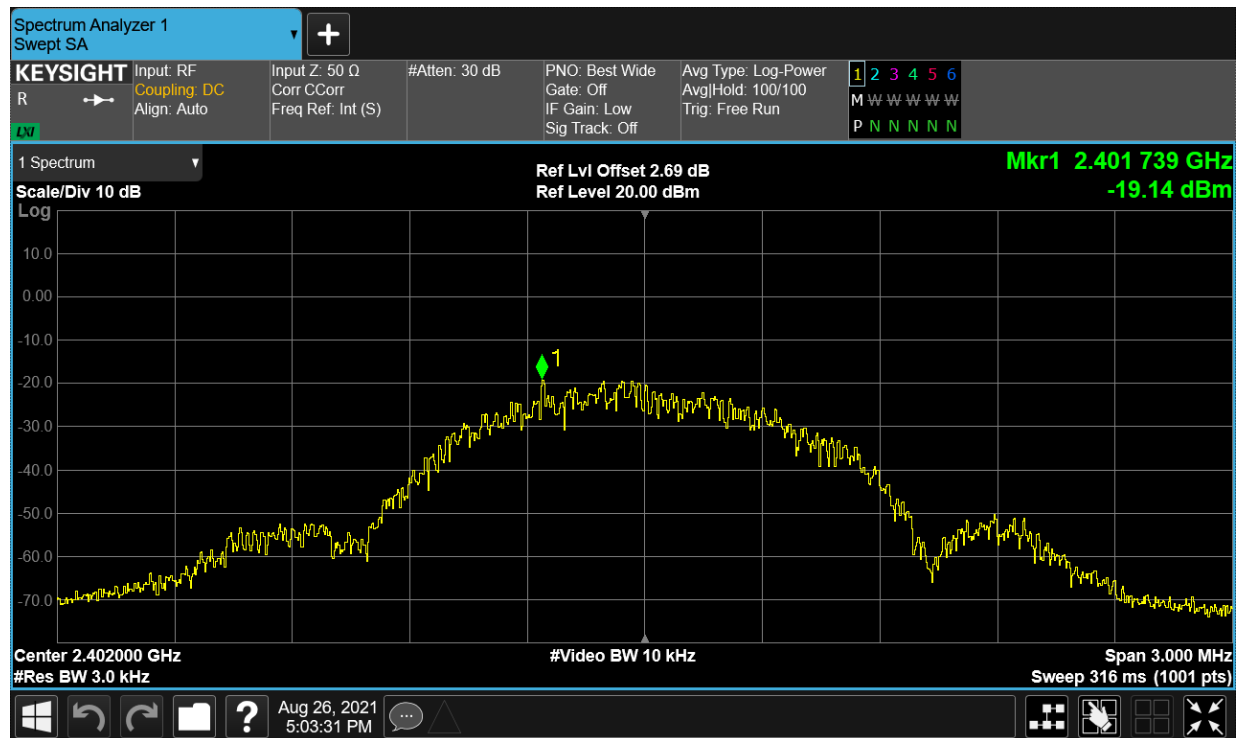 Spectrum Analyzer 1
Swept SA
+
KEYSIGHT
R
LXI
Input: RF
Coupling: DC
Align: Auto
Input Z: 50 Ω
Corr CCorr
Freq Ref: Int (S)
#Atten: 30 dB
PNO: Best Wide
Gate: Off
IF Gain: Low
Sig Track: Off
Avg Type: Log-Power
Avg|Hold: 100/100
Trig: Free Run
1 2 3 4 5 6
M W W W W W W
P N N N N N N
1 Spectrum
Scale/Div 10 dB
Ref Lvl Offset 2.69 dB
Ref Level 20.00 dBm
Mkr1 2.401 739 GHz
-19.14 dBm
Log
10.0
0.00
-10.0
-20.0
-30.0
-40.0
-50.0
-60.0
-70.0
1
Center 2.402000 GHz
#Video BW 10 kHz
Span 3.000 MHz
#Res BW 3.0 kHz
Sweep 316 ms (1001 pts)
?
Aug 26, 2021
5:03:31 PM